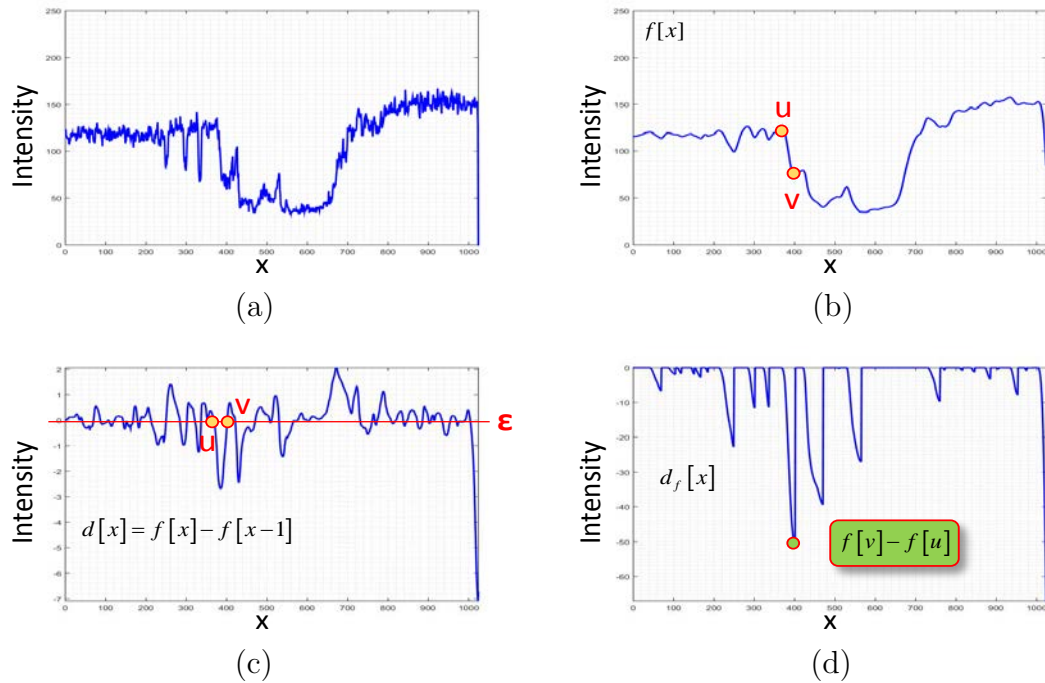 250
200
150
100
50
0
0 100 200 300 400 500 600 700 800 900 1000
Intensity
x
(a)
250
200
150
100
50
0
0 100 200 300 400 500 600 700 800 900 1000
Intensity
x
f[x]
u
v
(b)
2
1
0
-1
-2
-3
-4
-5
-6
-7
0 100 200 300 400 500 600 700 800 900 1000
Intensity
x
u
v
ε
d[x] = f[x] − f[x−1]
(c)
0
-10
-20
-30
-40
-50
-60
0 100 200 300 400 500 600 700 800 900 1000
Intensity
x
d_f[x]
f[v] − f[u]
(d)